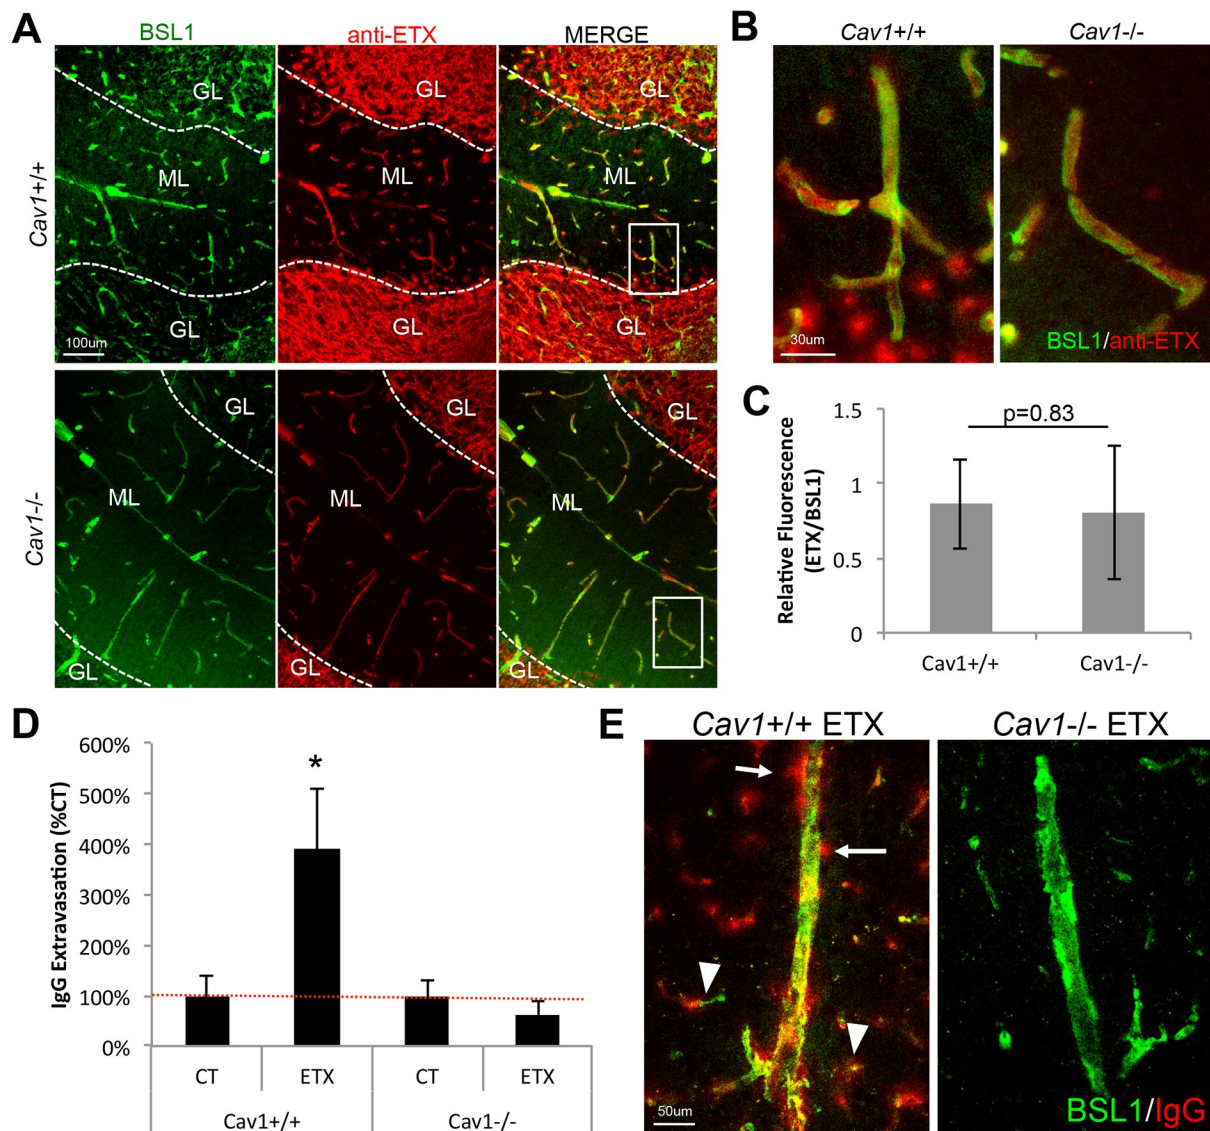 A
BSL1
anti-ETX
MERGE
Cav1+/+
GL
ML
GL
100um
GL
ML
GL
GL
ML
GL
Cav1-/-
GL
ML
GL
GL
ML
GL
GL
ML
GL
B
Cav1+/+
Cav1-/-
30um
BSL1/anti-ETX
C
Relative Fluorescence
(ETX/BSL1)
1.5
1
0.5
0
p=0.83
Cav1+/+
Cav1-/-
D
IgG Extravasation (%CT)
600%
500%
400%
300%
200%
100%
0%
*
CT
ETX
CT
ETX
Cav1+/+
Cav1-/-
E
Cav1+/+ ETX
Cav1-/- ETX
50um
BSL1/IgG